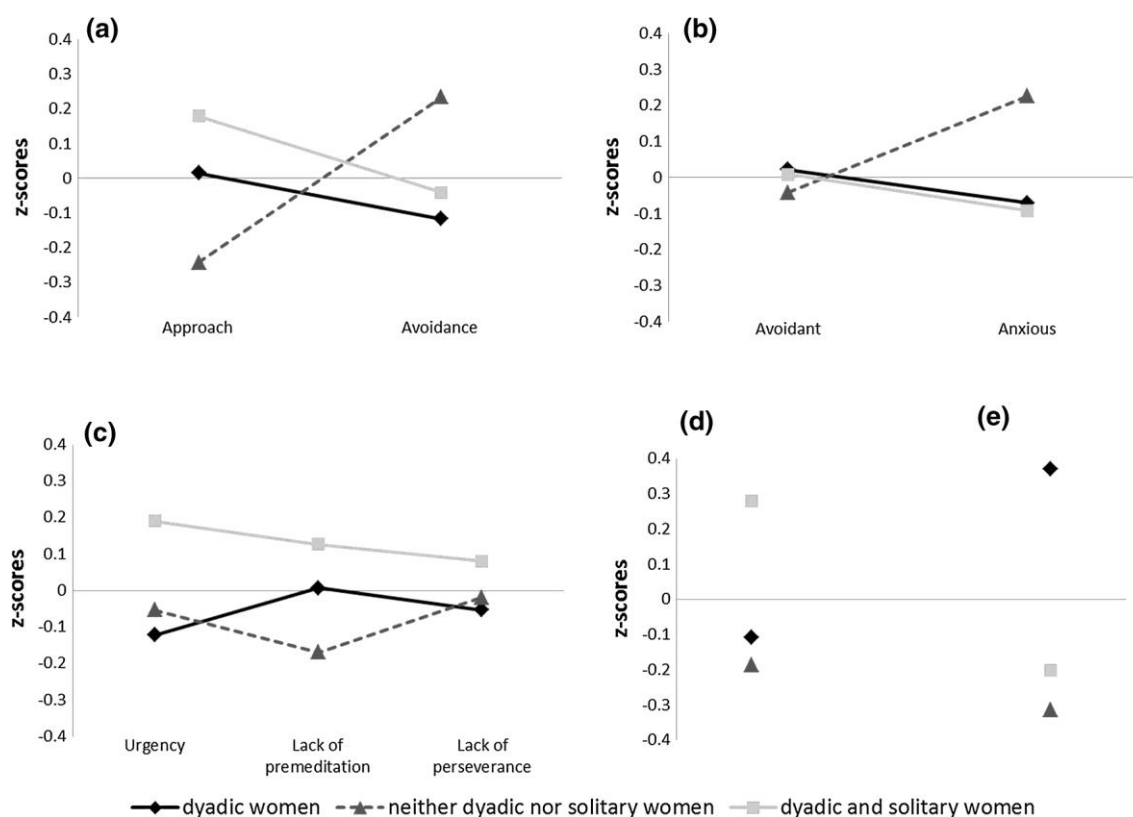 (a)
0.4
0.3
0.2
0.1
0
-0.1
-0.2
-0.3
-0.4
z-scores
Approach Avoidance
(b)
0.4
0.3
0.2
0.1
0
-0.1
-0.2
-0.3
-0.4
z-scores
Avoidant Anxious
(c)
0.4
0.3
0.2
0.1
0
-0.1
-0.2
-0.3
-0.4
z-scores
Urgency Lack of Lack of
premeditation perseverance
(d) (e)
0.4
0.3
0.2
0.1
0
-0.1
-0.2
-0.3
-0.4
z-scores
dyadic women neither dyadic nor solitary women dyadic and solitary women